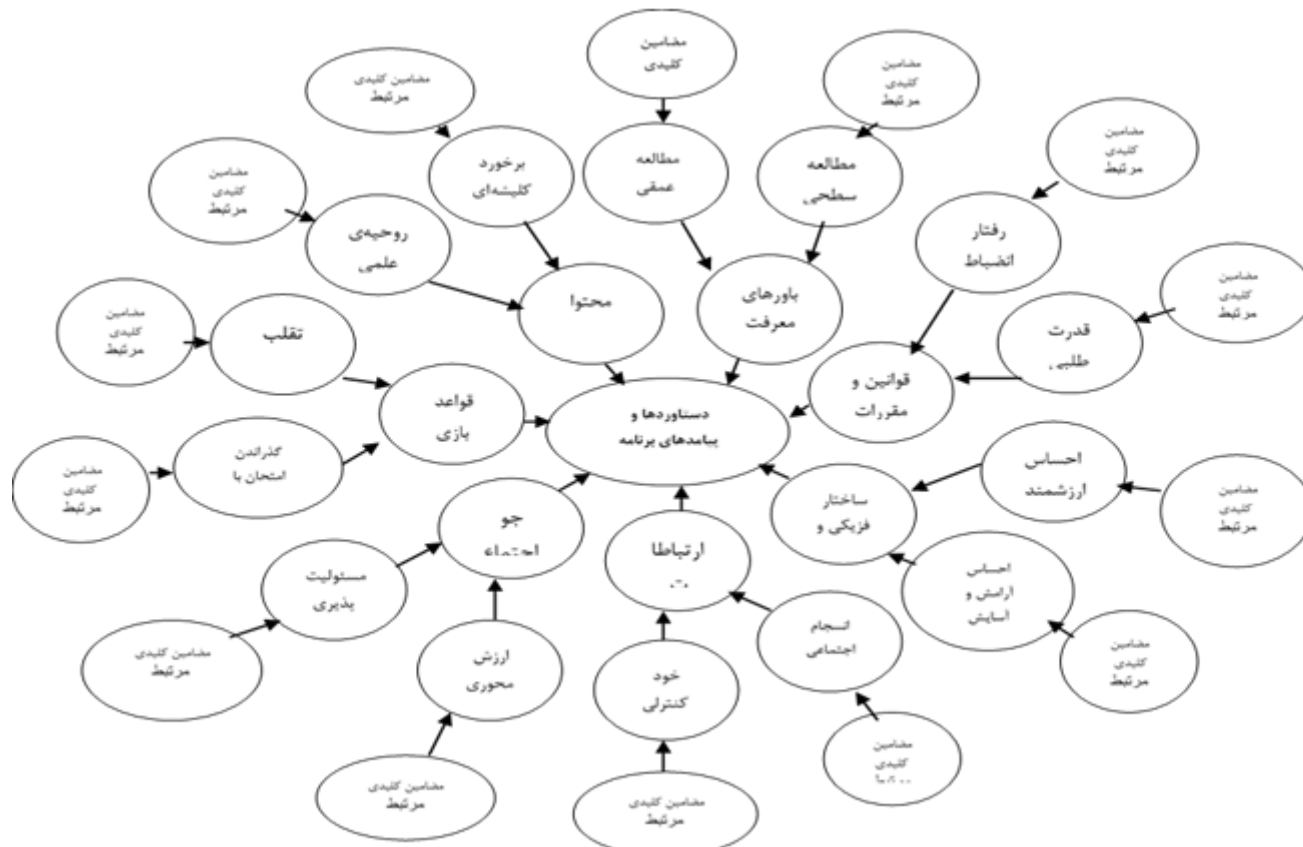 مضامین
کلیدی
مضامین کلیدی
مرتبط
مضامین
کلیدی
مرتبط
مضامین
کلیدی
مرتبط
مضامین
کلیدی
مرتبط
برخورد
کلیشه‌ای
مطالعه
عمقی
مطالعه
سطحی
روحیه‌ی
علمی
رفتار
انضباط
محتوا
باورهای
معرفت
مضامین
کلیدی
مرتبط
مضامین
کلیدی
مرتبط
تقلب
قدرت
طلبی
قواعد
بازی
قوانین و
مقررات
دستاوردها و
پیامدهای برنامه
گذراندن
امتحان با
احساس
ارزشمند
مضامین
کلیدی
مرتبط
مضامین
کلیدی
مرتبط
ساختار
فزیکی و
جو
ارتباطا
مسئولیت
پذیری
احساس
آرامش و
آسایش
انسجام
اجتماعی
مضامین کلیدی
مرتبط
ارزش
محوری
خود
کنترلی
مضامین
کلیدی
مرتبط
مضامین
کلیدی
مضامین کلیدی
مرتبط
مضامین کلیدی
مرتبط